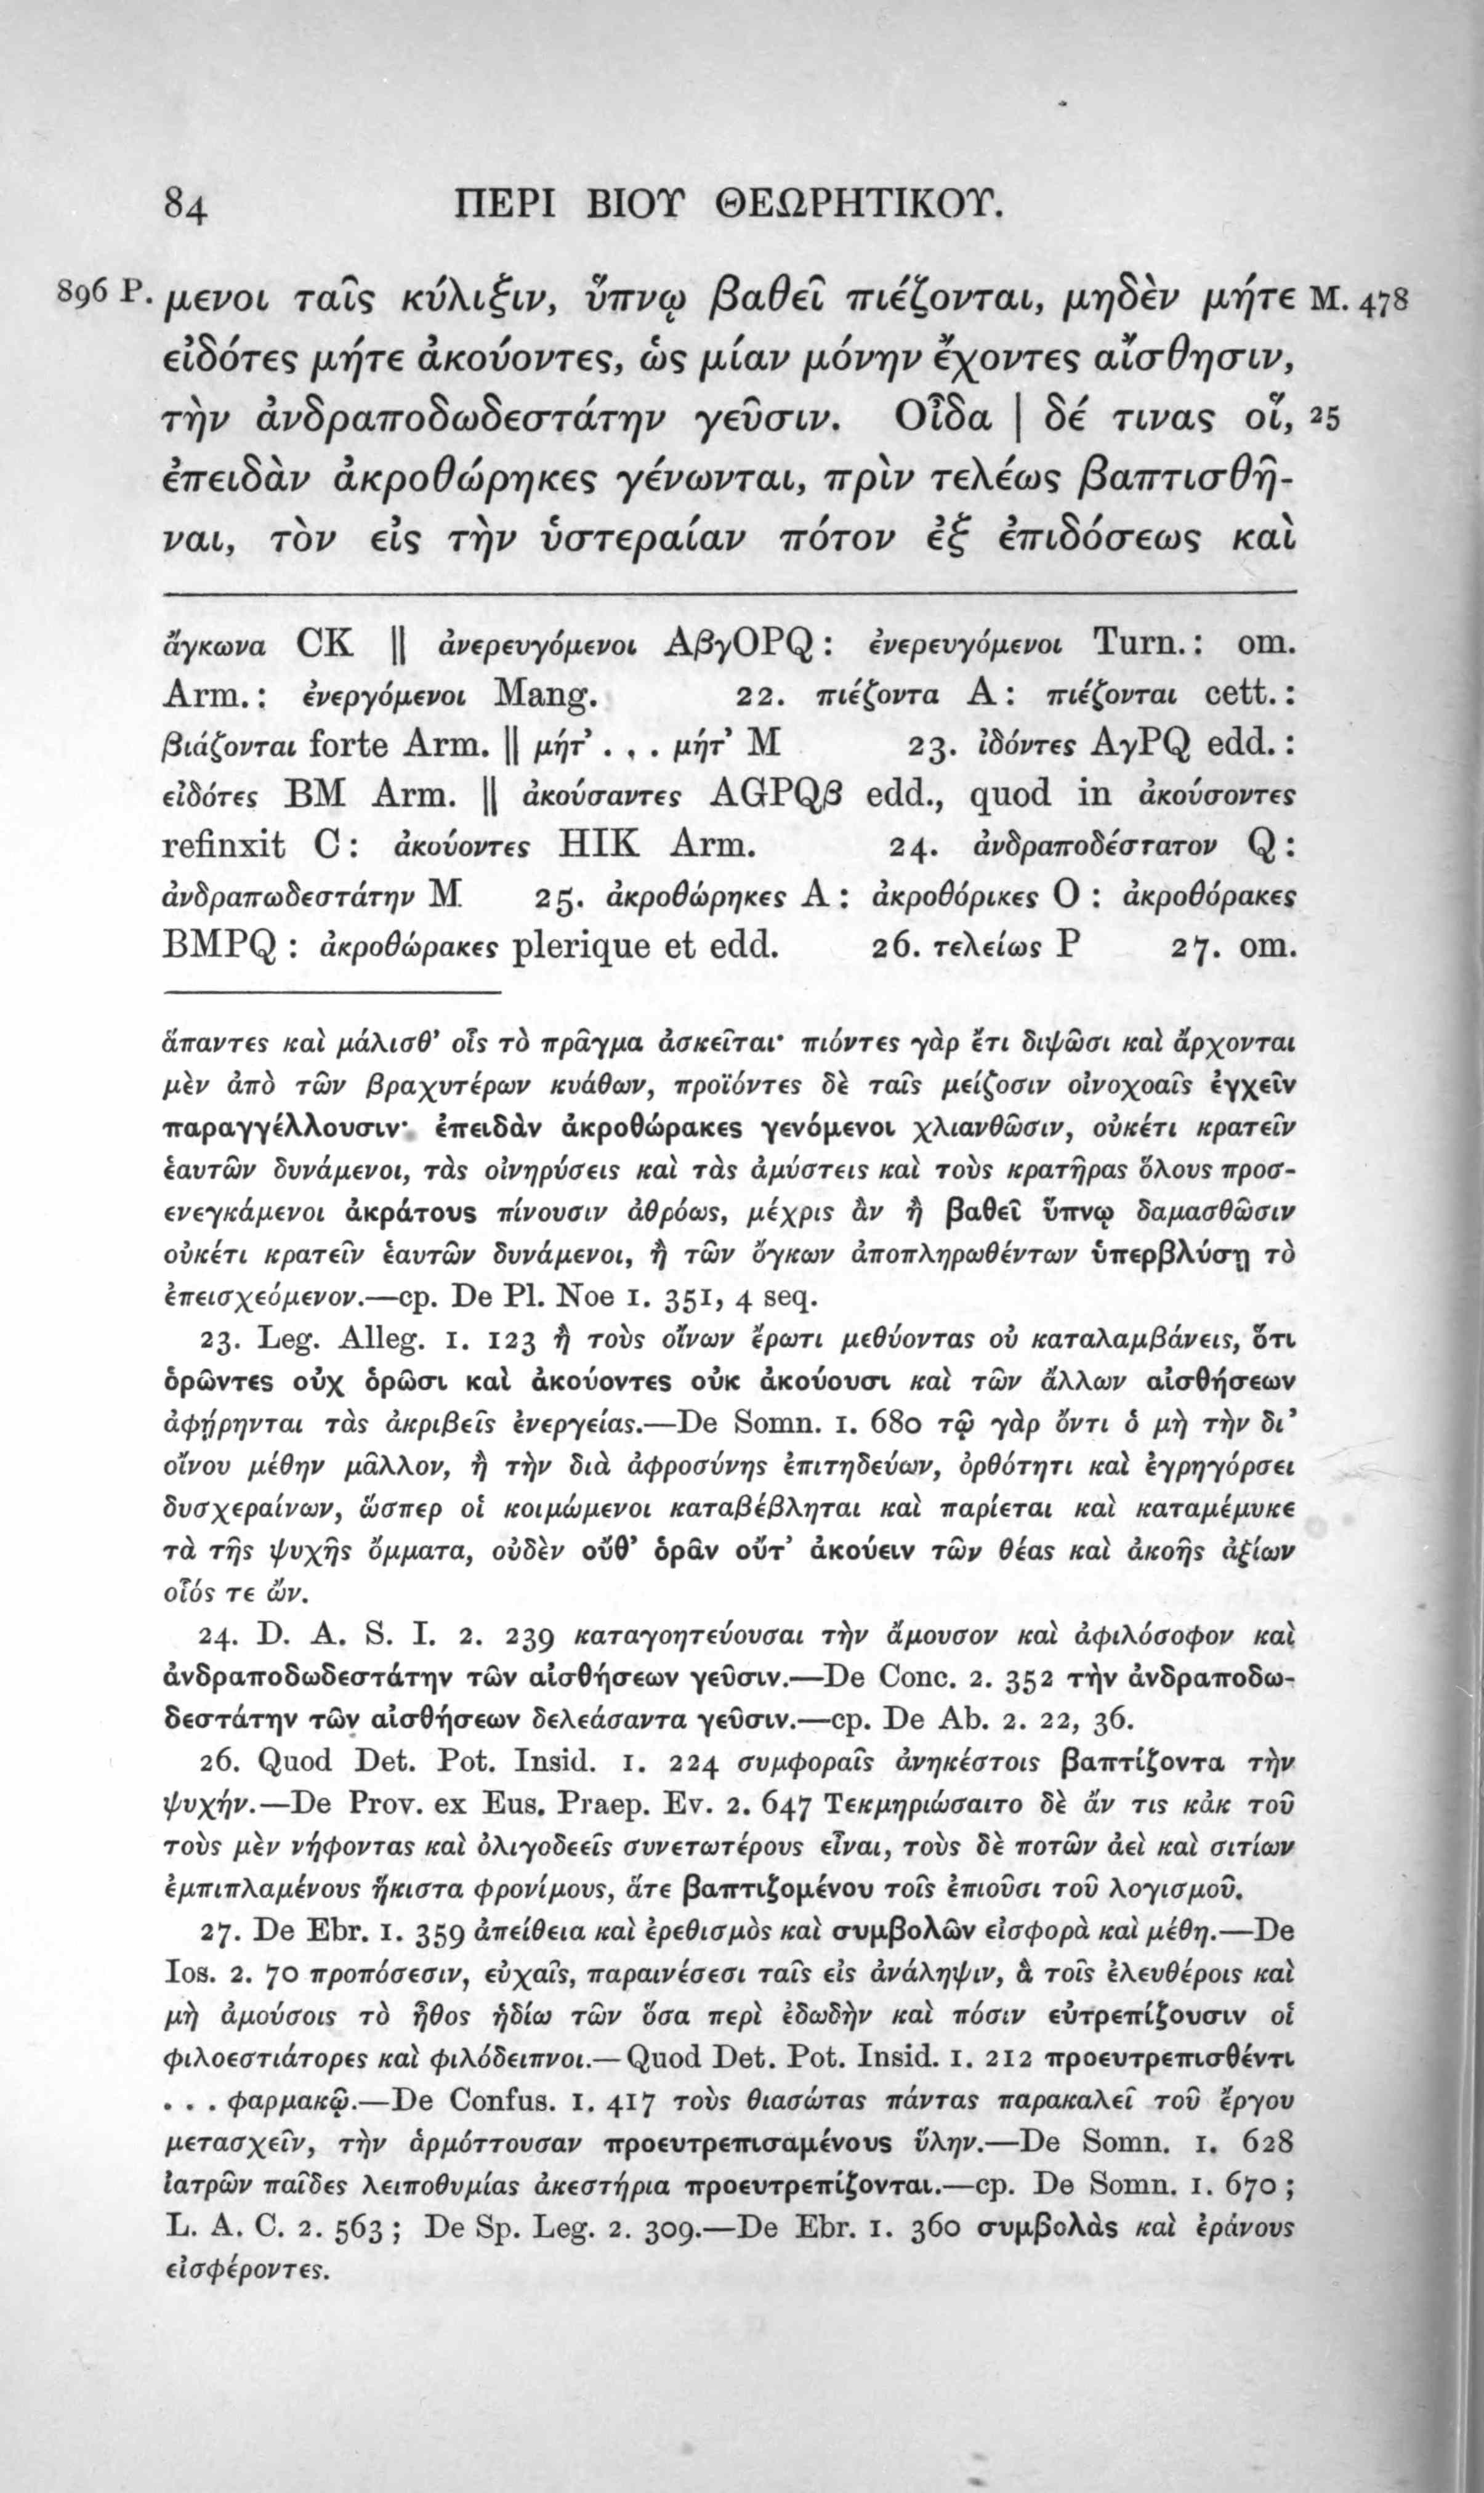 84 ΠΕΡΙ ΒΙΟΥ ΘΕΩΡΗΤΙΚΟΥ.
896 P. μενοι ταῖς κύλιξιν, ὕπνῳ βαθεῖ πιέζονται, μηδὲν μήτε M. 478
εἰδότες μήτε ἀκούοντες, ὡς μίαν μόνην ἔχοντες αἴσθησιν,
τὴν ἀνδραποδωδεστάτην γεῦσιν. Οἶδα | δέ τινας οἵ, 25
ἐπειδὰν ἀκροθώρηκες γένωνται, πρὶν τελέως βαπτισθῆ-
ναι, τὸν εἰς τὴν ὑστεραίαν πότον ἐξ ἐπιδόσεως καὶ
ἄγκωνα CK || ἀνερευγόμενοι AβγOPQ: ἐνερευγόμενοι Turn.: om.
Arm.: ἐνεργόμενοι Mang. 22. πιέζοντα A: πιέζονται cett.:
βιάζονται forte Arm. || μήτ’ . . . μήτ’ M 23. ἰδόντες AγPQ edd.:
εἰδότες BM Arm. || ἀκούσαντες AGPQβ edd., quod in ἀκούσοντες
refinxit C: ἀκούοντες HIK Arm. 24. ἀνδραποδέστατον Q:
ἀνδραπωδεστάτην M 25. ἀκροθώρηκες A: ἀκροθόρικες O: ἀκροθόρακες
BMPQ: ἀκροθώρακες plerique et edd. 26. τελείως P 27. om.
ἅπαντες καὶ μάλισθ’ οἷς τὸ πρᾶγμα ἀσκεῖται· πιόντες γὰρ ἔτι διψῶσι καὶ ἄρχονται
μὲν ἀπὸ τῶν βραχυτέρων κυάθων, προϊόντες δὲ ταῖς μείζοσιν οἰνοχοαῖς ἐγχεῖν
παραγγέλλουσιν· ἐπειδὰν ἀκροθώρακες γενόμενοι χλιανθῶσιν, οὐκέτι κρατεῖν
ἑαυτῶν δυνάμενοι, τὰς οἰνηρύσεις καὶ τὰς ἀμύστεις καὶ τοὺς κρατῆρας ὅλους προσ-
ενεγκάμενοι ἀκράτους πίνουσιν ἀθρόως, μέχρις ἂν ἢ βαθεῖ ὕπνῳ δαμασθῶσιν
οὐκέτι κρατεῖν ἑαυτῶν δυνάμενοι, ἢ τῶν ὄγκων ἀποπληρωθέντων ὑπερβλύσῃ τὸ
ἐπεισχεόμενον.—cp. De Pl. Noe 1. 351, 4 seq.
23. Leg. Alleg. 1. 123 ἢ τοὺς οἴνων ἔρωτι μεθύοντας οὐ καταλαμβάνεις, ὅτι
ὁρῶντες οὐχ ὁρῶσι καὶ ἀκούοντες οὐκ ἀκούουσι καὶ τῶν ἄλλων αἰσθήσεων
ἀφῄρηνται τὰς ἀκριβεῖς ἐνεργείας.—De Somn. 1. 680 τῷ γὰρ ὄντι ὁ μὴ τὴν δι’
οἴνου μέθην μᾶλλον, ἢ τὴν διὰ ἀφροσύνης ἐπιτηδεύων, ὀρθότητι καὶ ἐγρηγόρσει
δυσχεραίνων, ὥσπερ οἱ κοιμώμενοι καταβέβληται καὶ παρίεται καὶ καταμέμυκε
τὰ τῆς ψυχῆς ὄμματα, οὐδὲν οὔθ’ ὁρᾶν οὔτ’ ἀκούειν τῶν θέας καὶ ἀκοῆς ἀξίων
οἷός τε ὤν.
24. D. A. S. I. 2. 239 καταγοητεύουσαι τὴν ἄμουσον καὶ ἀφιλόσοφον καὶ
ἀνδραποδωδεστάτην τῶν αἰσθήσεων γεῦσιν.—De Conc. 2. 352 τὴν ἀνδραποδω-
δεστάτην τῶν αἰσθήσεων δελεάσαντα γεῦσιν.—cp. De Ab. 2. 22, 36.
26. Quod Det. Pot. Insid. 1. 224 συμφοραῖς ἀνηκέστοις βαπτίζοντα τὴν
ψυχήν.—De Prov. ex Eus. Praep. Ev. 2. 647 Τεκμηριώσαιτο δὲ ἄν τις κἀκ τοῦ
τοὺς μὲν νήφοντας καὶ ὀλιγοδεεῖς συνετωτέρους εἶναι, τοὺς δὲ ποτῶν ἀεὶ καὶ σιτίων
ἐμπιπλαμένους ἥκιστα φρονίμους, ἅτε βαπτιζομένου τοῖς ἐπιοῦσι τοῦ λογισμοῦ.
27. De Ebr. 1. 359 ἀπείθεια καὶ ἐρεθισμὸς καὶ συμβολῶν εἰσφορὰ καὶ μέθη.—De
Ios. 2. 70 προπόσεσιν, εὐχαῖς, παραινέσεσι ταῖς εἰς ἀνάληψιν, ἃ τοῖς ἐλευθέροις καὶ
μὴ ἀμούσοις τὸ ἦθος ἡδίω τῶν ὅσα περὶ ἐδωδὴν καὶ πόσιν εὐτρεπίζουσιν οἱ
φιλοεστιάτορες καὶ φιλόδειπνοι.—Quod Det. Pot. Insid. 1. 212 προευτρεπισθέντι
. . . φαρμακῷ.—De Confus. 1. 417 τοὺς θιασώτας πάντας παρακαλεῖ τοῦ ἔργου
μετασχεῖν, τὴν ἁρμόττουσαν προευτρεπισαμένους ὕλην.—De Somn. 1. 628
ἰατρῶν παῖδες λειποθυμίας ἀκεστήρια προευτρεπίζονται.—cp. De Somn. 1. 670;
L. A. C. 2. 563; De Sp. Leg. 2. 309.—De Ebr. 1. 360 συμβολὰς καὶ ἐράνους
εἰσφέροντες.